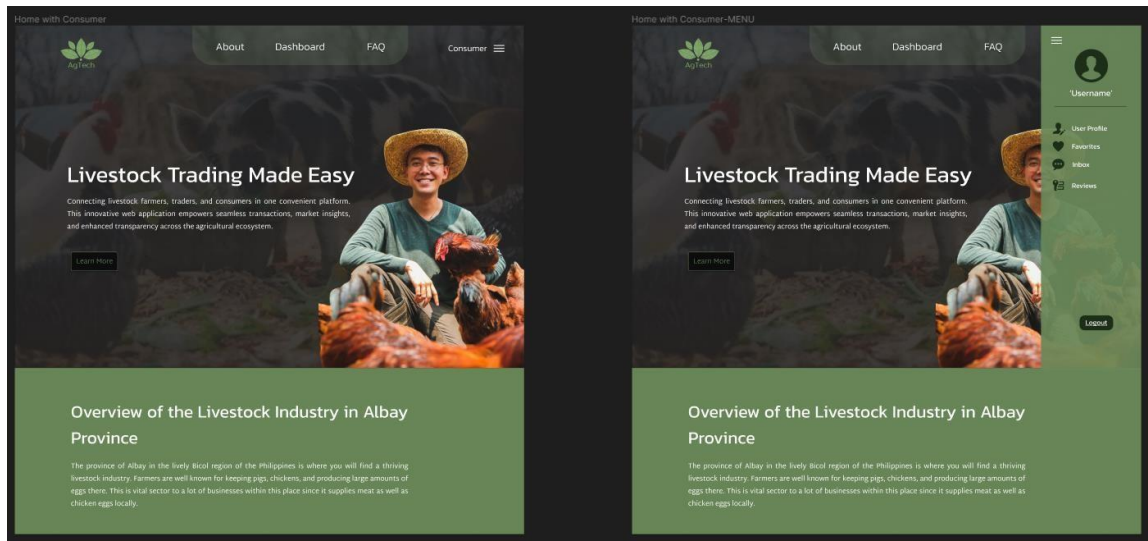 Home with Consumer
AgTech
About
Dashboard
FAQ
Consumer
Livestock Trading Made Easy
Connecting livestock farmers, traders, and consumers in one convenient platform.
This innovative web application empowers seamless transactions, market insights,
and enhanced transparency across the agricultural ecosystem.
Learn More
Overview of the Livestock Industry in Albay
Province
The province of Albay in the lively Bicol region of the Philippines is where you will find a thriving
livestock industry. Farmers are well known for keeping pigs, chickens, and producing large amounts of
eggs there. This is vital sector to a lot of businesses within this place since it supplies meat as well as
chicken eggs locally.
Home with Consumer-MENU
AgTech
About
Dashboard
FAQ
'Username'
User Profile
Favorites
Inbox
Reviews
Logout
Livestock Trading Made Easy
Connecting livestock farmers, traders, and consumers in one convenient platform.
This innovative web application empowers seamless transactions, market insights,
and enhanced transparency across the agricultural ecosystem.
Learn More
Overview of the Livestock Industry in Albay
Province
The province of Albay in the lively Bicol region of the Philippines is where you will find a thriving
livestock industry. Farmers are well known for keeping pigs, chickens, and producing large amounts of
eggs there. This is vital sector to a lot of businesses within this place since it supplies meat as well as
chicken eggs locally.